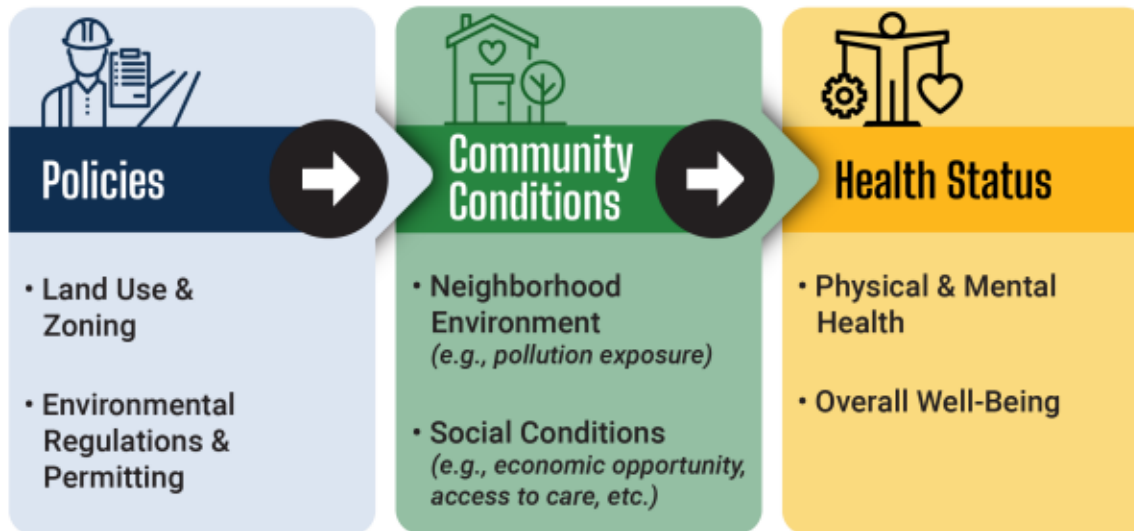 Policies
• Land Use &
Zoning
• Environmental
Regulations &
Permitting
Community
Conditions
• Neighborhood
Environment
(e.g., pollution exposure)
• Social Conditions
(e.g., economic opportunity,
access to care, etc.)
Health Status
• Physical & Mental
Health
• Overall Well-Being